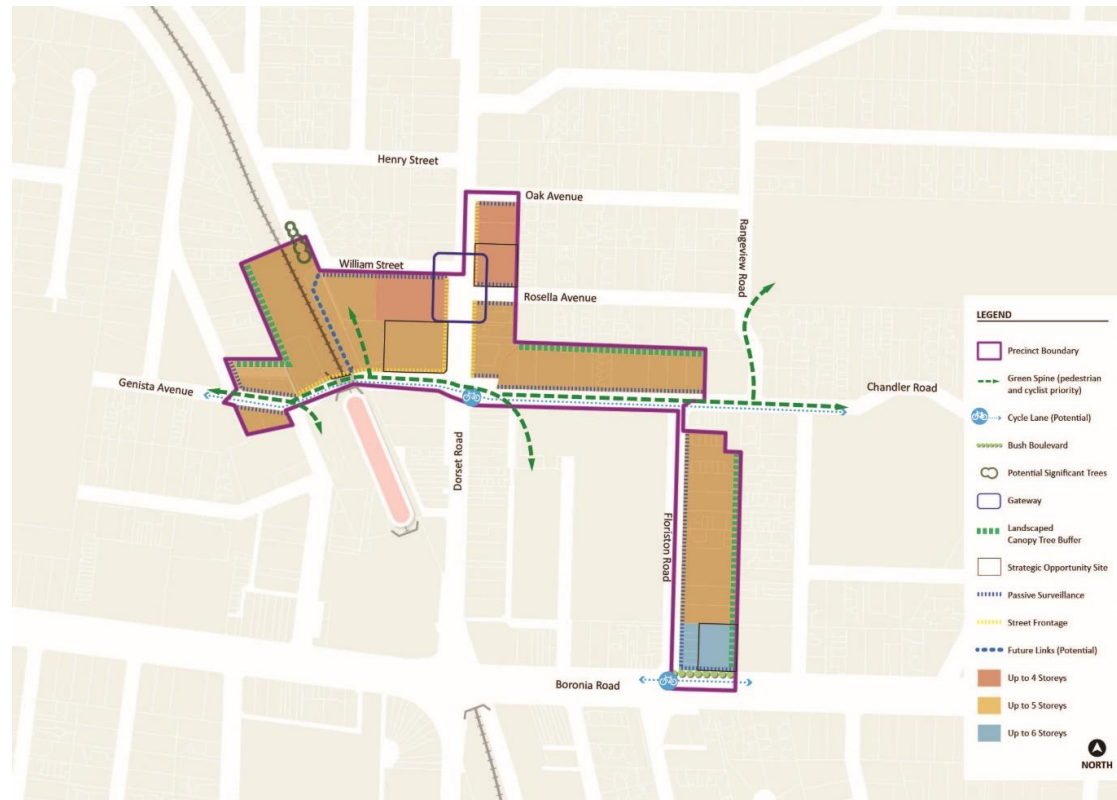 Henry Street
Oak Avenue
William Street
Rosella Avenue
Rangeview Road
Genista Avenue
Chandler Road
Dorset Road
Floriston Road
Boronia Road
LEGEND
Precinct Boundary
Green Spine (pedestrian
and cyclist priority)
Cycle Lane (Potential)
Bush Boulevard
Potential Significant Trees
Gateway
Landscaped
Canopy Tree Buffer
Strategic Opportunity Site
Passive Surveillance
Street Frontage
Future Links (Potential)
Up to 4 Storeys
Up to 5 Storeys
Up to 6 Storeys
NORTH